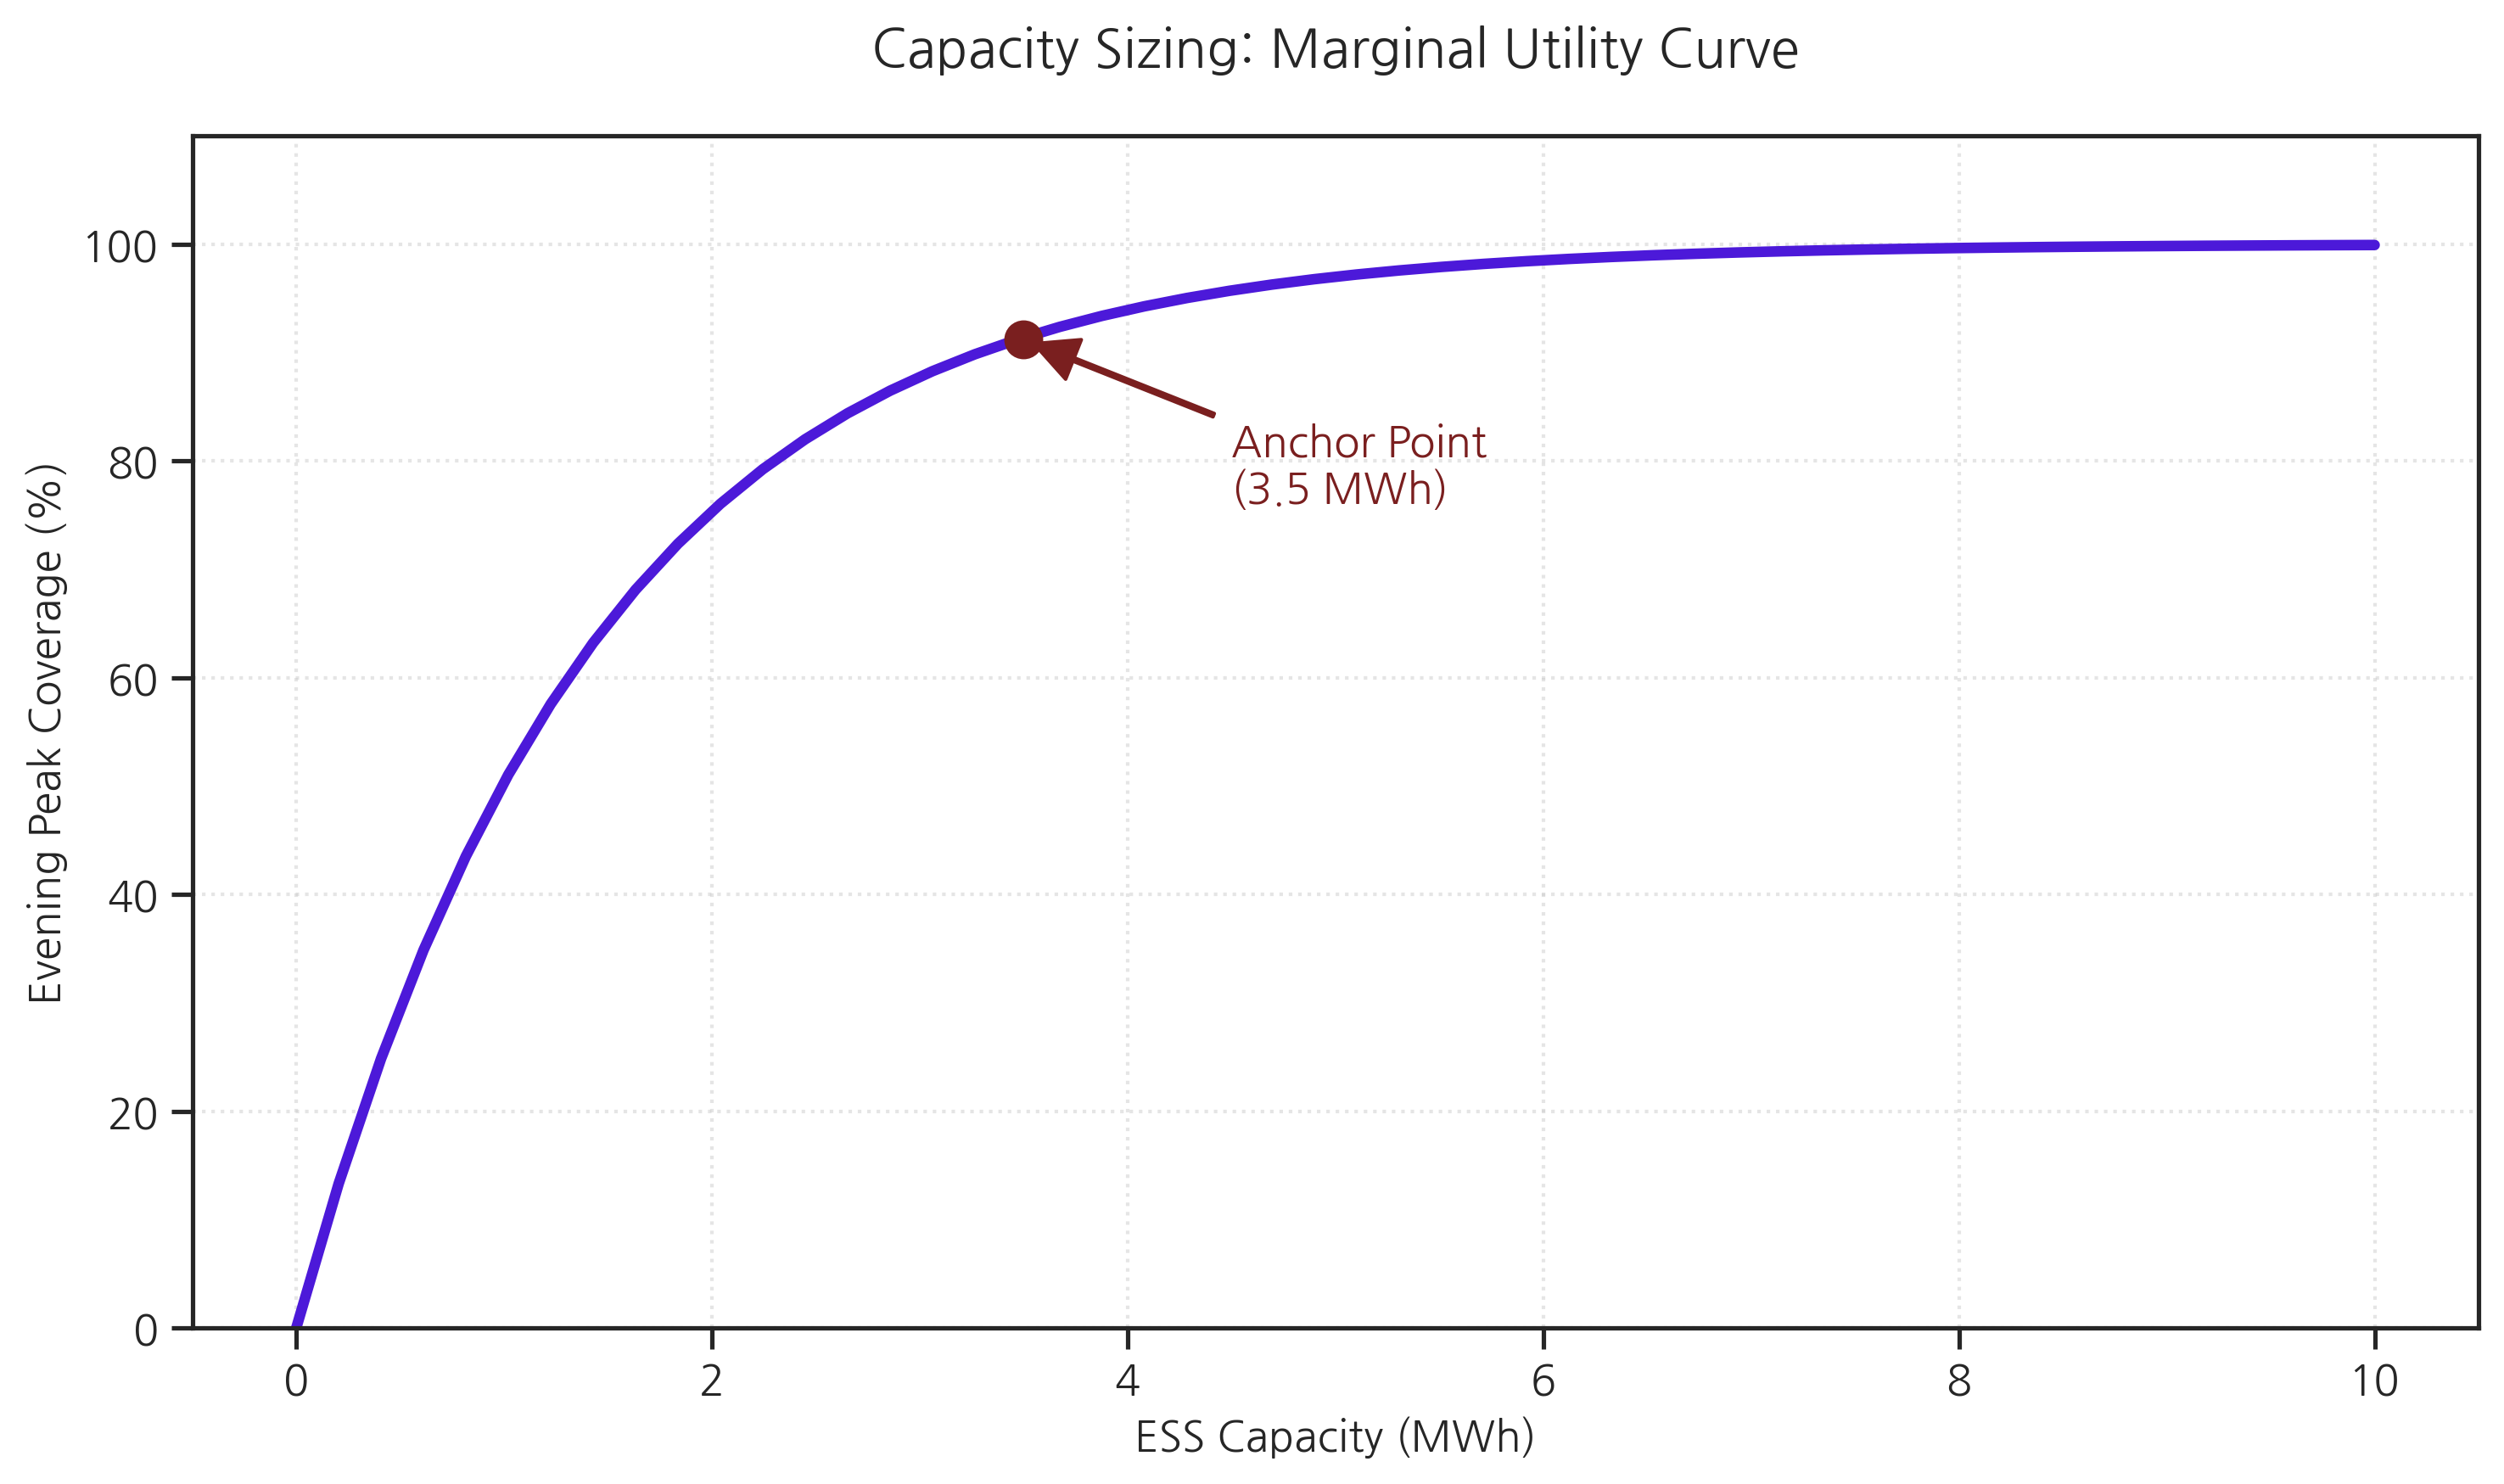 Capacity Sizing: Marginal Utility Curve
Evening Peak Coverage (%)
100
80
60
40
20
0
Anchor Point
(3.5 MWh)
0 2 4 6 8 10
ESS Capacity (MWh)